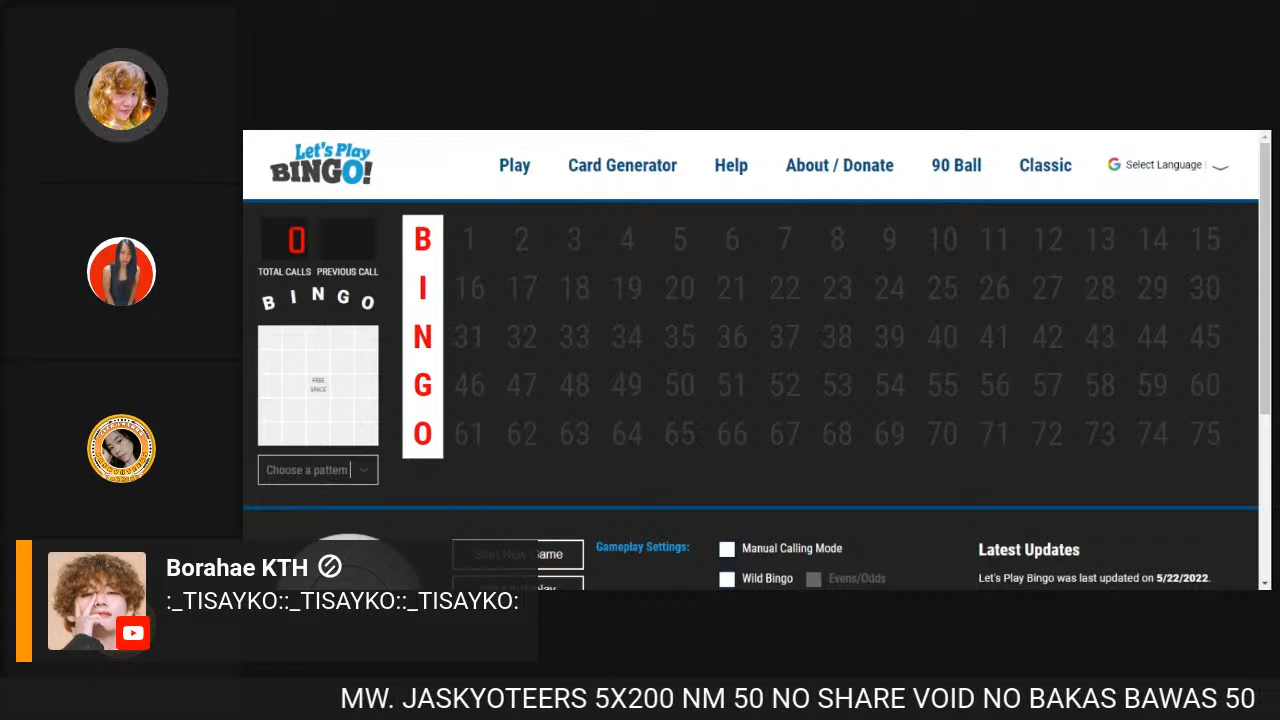 Let's Play
BINGO!
Play Card Generator Help About / Donate 90 Ball Classic Select Language
0
TOTAL CALLS PREVIOUS CALL
B I N G O
FREE
SPACE
Choose a pattern
B 1 2 3 4 5 6 7 8 9 10 11 12 13 14 15
I 16 17 18 19 20 21 22 23 24 25 26 27 28 29 30
N 31 32 33 34 35 36 37 38 39 40 41 42 43 44 45
G 46 47 48 49 50 51 52 53 54 55 56 57 58 59 60
O 61 62 63 64 65 66 67 68 69 70 71 72 73 74 75
Start New Game
Gameplay Settings:
Manual Calling Mode
Wild Bingo Evens/Odds
Latest Updates
Let's Play Bingo was last updated on 5/22/2022.
Borahae KTH
:_TISAYKO::_TISAYKO::_TISAYKO:
MW. JASKYOTEERS 5X200 NM 50 NO SHARE VOID NO BAKAS BAWAS 50